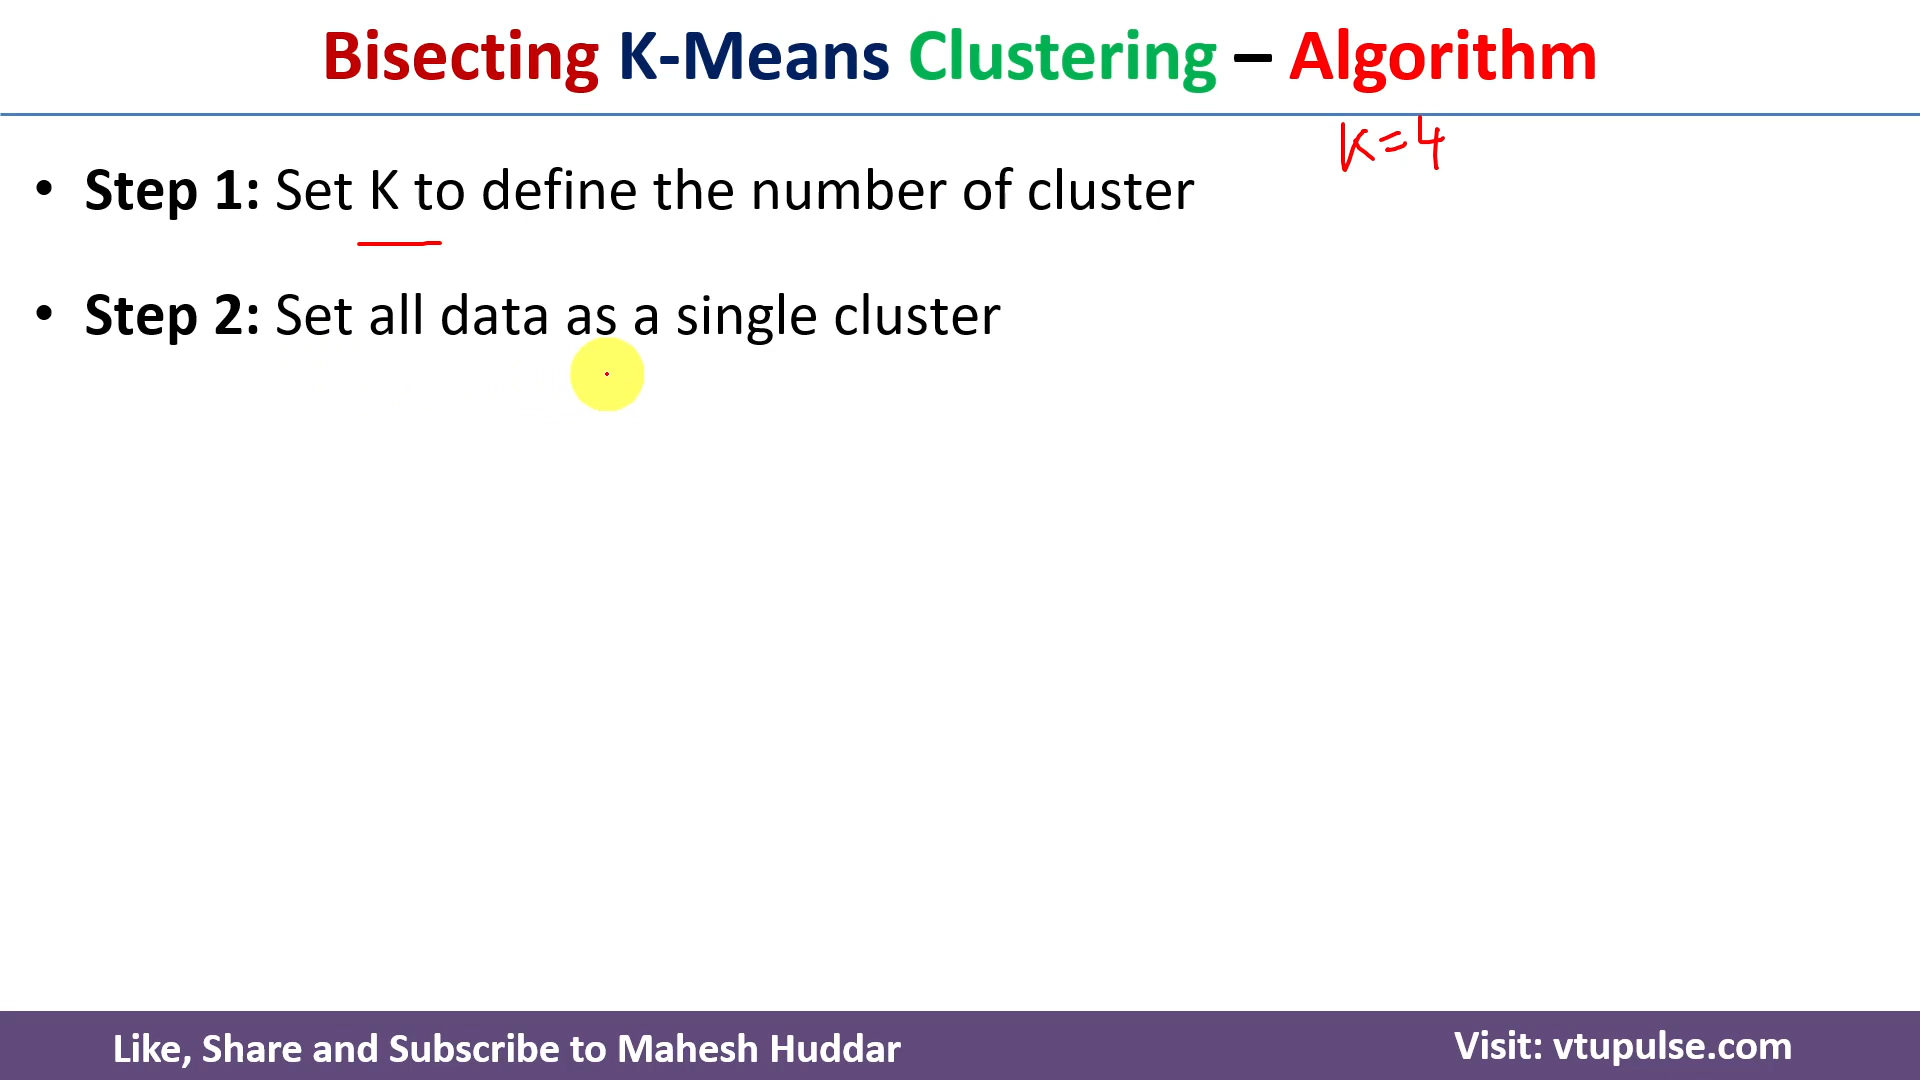 Bisecting K-Means Clustering – Algorithm
K=4
• Step 1: Set K to define the number of cluster
• Step 2: Set all data as a single cluster
Like, Share and Subscribe to Mahesh Huddar
Visit: vtupulse.com